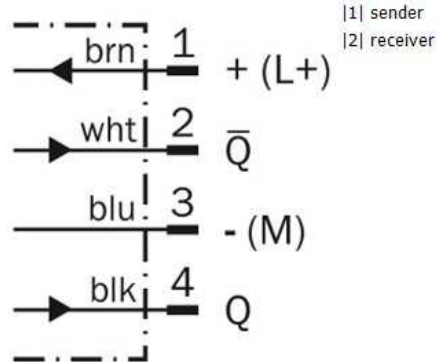 |1| sender
|2| receiver
brn 1 + (L+)
wht 2 Q̅
blu 3 - (M)
blk 4 Q